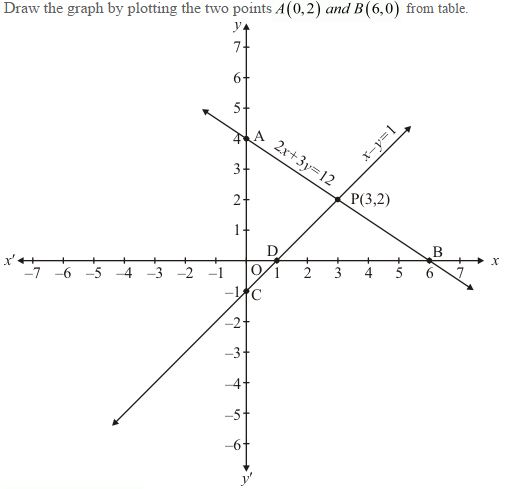 Draw the graph by plotting the two points A(0,2) and B(6,0) from table.
y
7
6
5
4 A
2x+3y=12
x−y=1
3
2 P(3,2)
1
D B
x' x
−7 −6 −5 −4 −3 −2 −1 O 1 2 3 4 5 6 7
−1 C
−2
−3
−4
−5
−6
y'